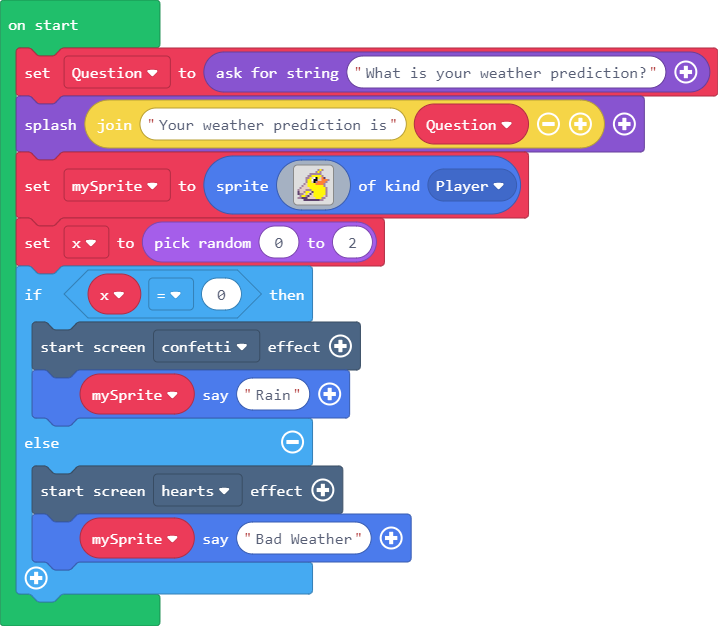 on start
set Question to ask for string "What is your weather prediction?"
splash join "Your weather prediction is" Question
set mySprite to sprite of kind Player
set x to pick random 0 to 2
if x = 0 then
start screen confetti effect
mySprite say "Rain"
else
start screen hearts effect
mySprite say "Bad Weather"